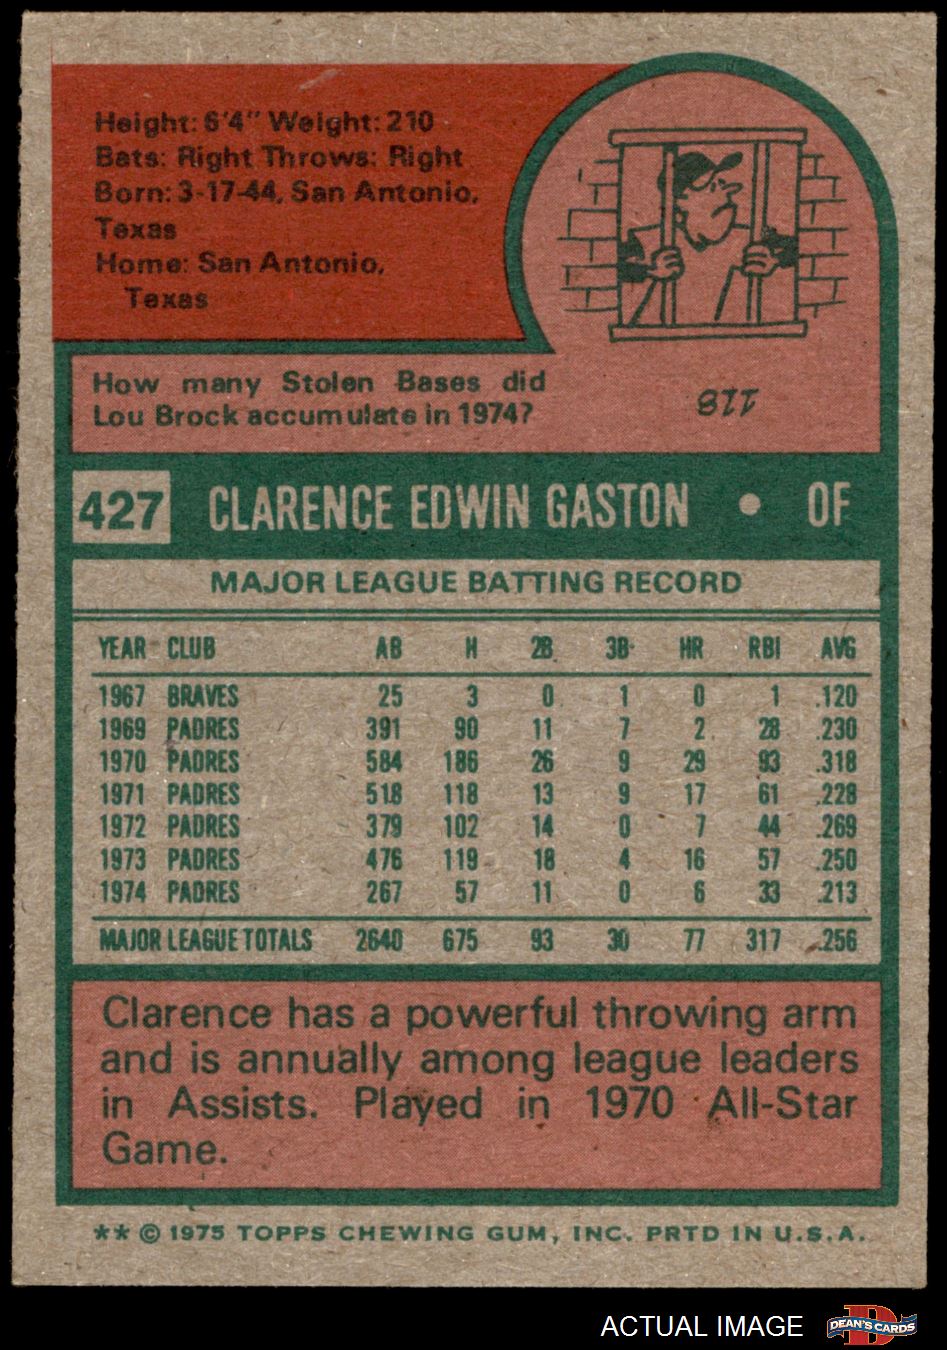 Height: 6'4" Weight: 210
Bats: Right Throws: Right
Born: 3-17-44, San Antonio,
Texas
Home: San Antonio,
Texas
How many Stolen Bases did
Lou Brock accumulate in 1974?
118
427 CLARENCE EDWIN GASTON • OF
MAJOR LEAGUE BATTING RECORD
YEAR CLUB AB H 2B 3B HR RBI AVG
1967 BRAVES 25 3 0 1 0 1 .120
1969 PADRES 391 90 11 7 2 28 .230
1970 PADRES 584 186 26 9 29 93 .318
1971 PADRES 518 118 13 9 17 61 .228
1972 PADRES 379 102 14 0 7 44 .269
1973 PADRES 476 119 18 4 16 57 .250
1974 PADRES 267 57 11 0 6 33 .213
MAJOR LEAGUE TOTALS 2640 675 93 30 77 317 .256
Clarence has a powerful throwing arm
and is annually among league leaders
in Assists. Played in 1970 All-Star
Game.
** © 1975 TOPPS CHEWING GUM, INC. PRTD IN U.S.A.
ACTUAL IMAGE D DEAN'S CARDS